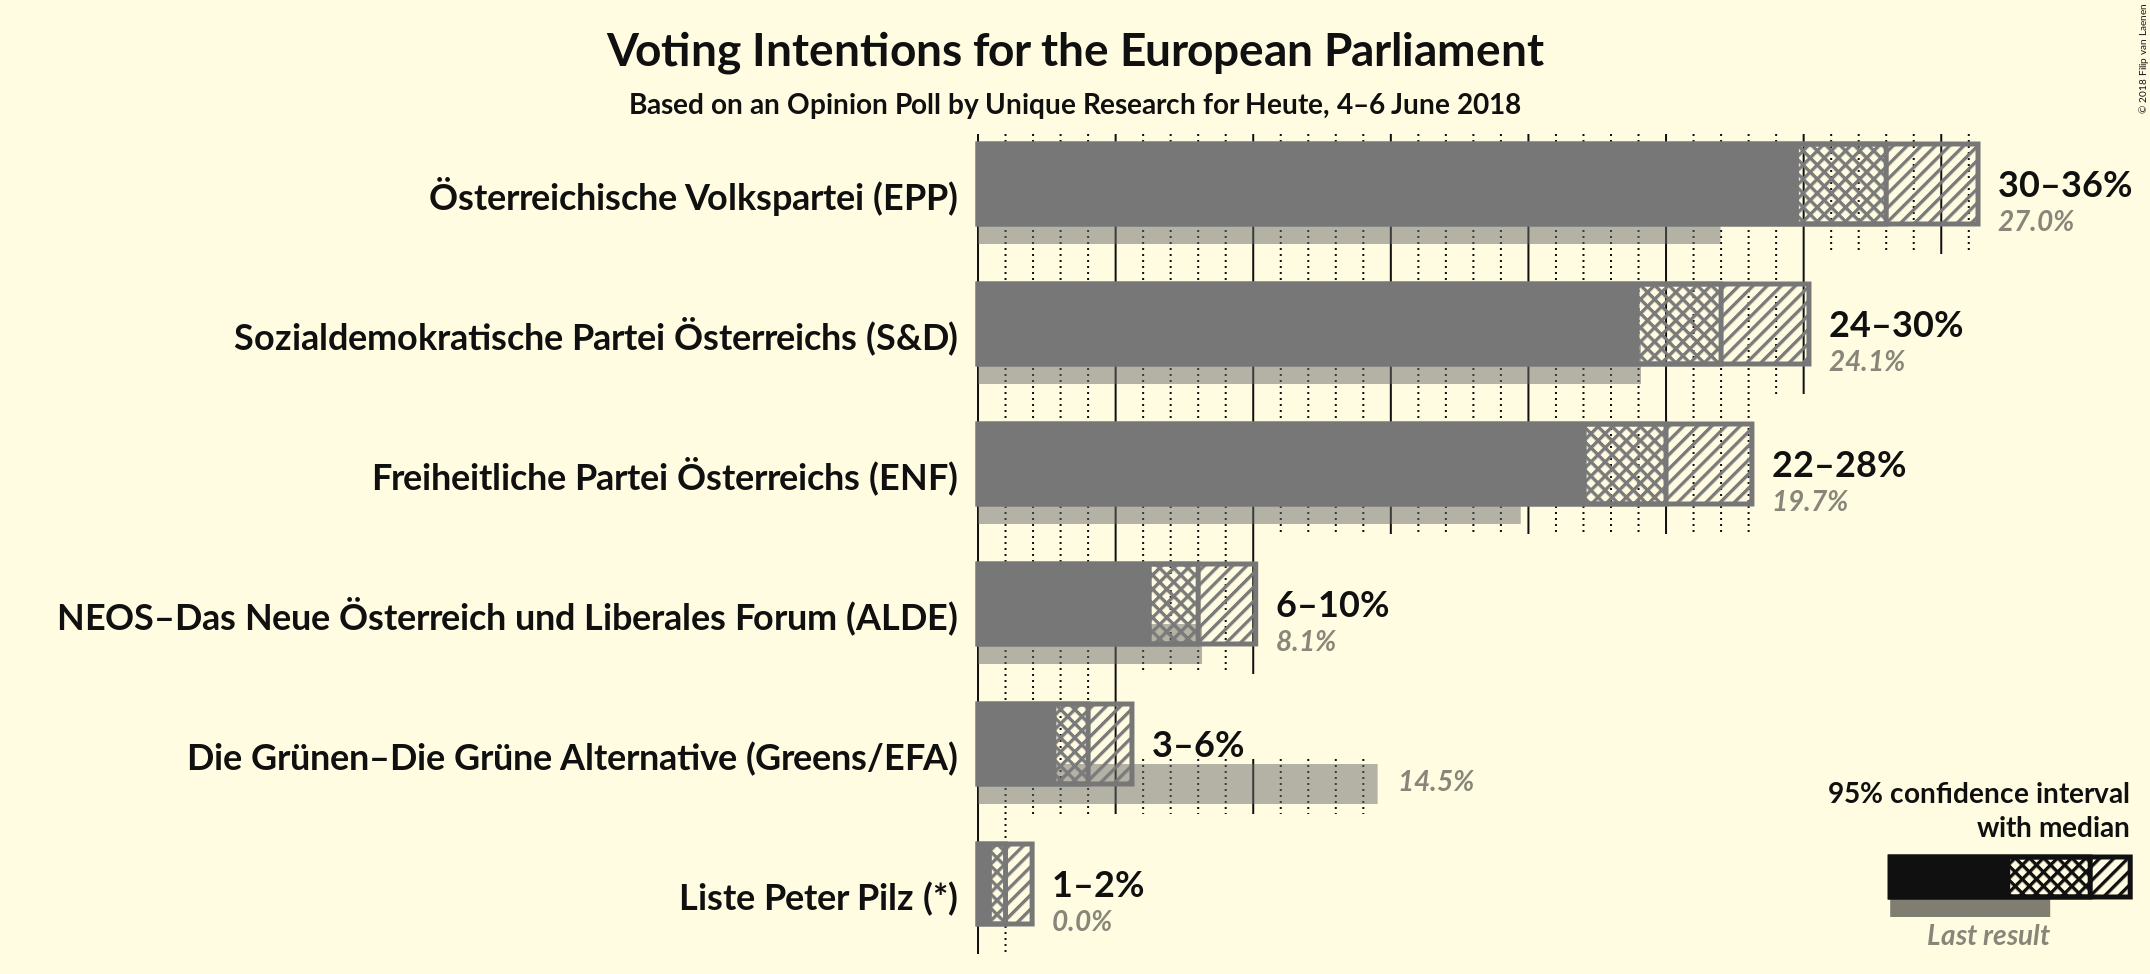 Voting Intentions for the European Parliament
Based on an Opinion Poll by Unique Research for Heute, 4–6 June 2018
© 2018 Filip van Laenen
Österreichische Volkspartei (EPP)
30–36%
27.0%
Sozialdemokratische Partei Österreichs (S&D)
24–30%
24.1%
Freiheitliche Partei Österreichs (ENF)
22–28%
19.7%
NEOS–Das Neue Österreich und Liberales Forum (ALDE)
6–10%
8.1%
Die Grünen–Die Grüne Alternative (Greens/EFA)
3–6%
14.5%
Liste Peter Pilz (*)
1–2%
0.0%
95% confidence interval
with median
Last result